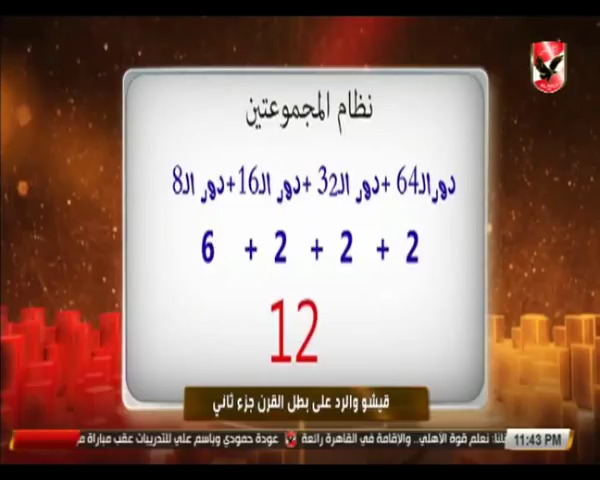 نظام المجموعتين
دور الـ64 + دور الـ32 + دور الـ16 + دور الـ8
2 + 2 + 2 + 6
12
قيشو والرد على بطل القرن جزء ثاني
لنا: نعلم قوة الأهلي.. والإقامة في القاهرة رائعة عودة حمودي وباسم علي للتدريبات عقب مباراة
11:43 PM